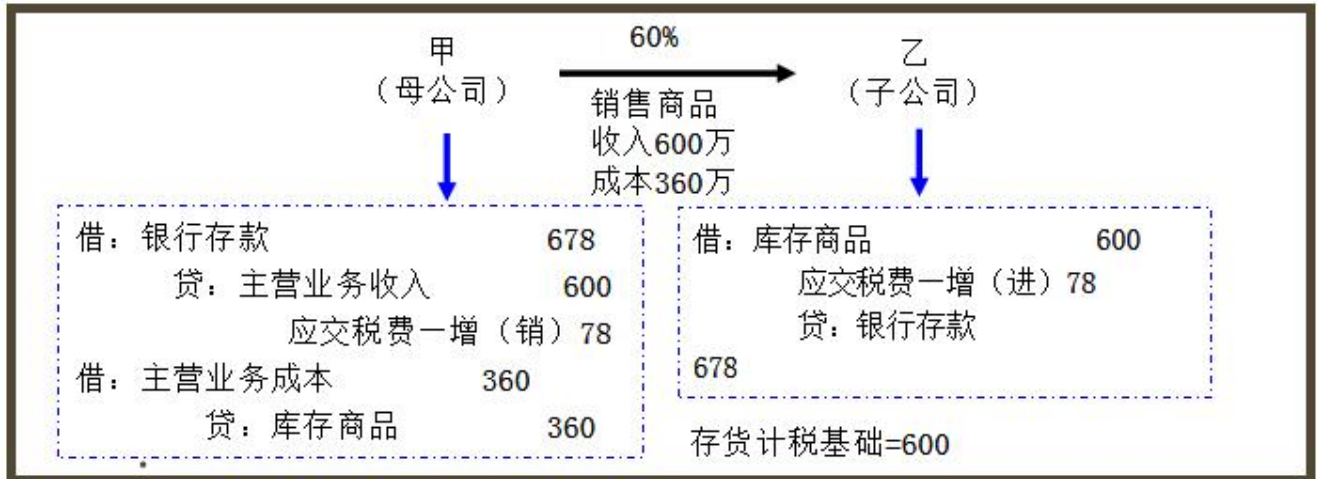 甲
（母公司）
60%
销售商品
收入600万
成本360万
乙
（子公司）
借：银行存款 678
贷：主营业务收入 600
应交税费一增（销）78
借：主营业务成本 360
贷：库存商品 360
借：库存商品 600
应交税费一增（进）78
贷：银行存款
678
存货计税基础=600